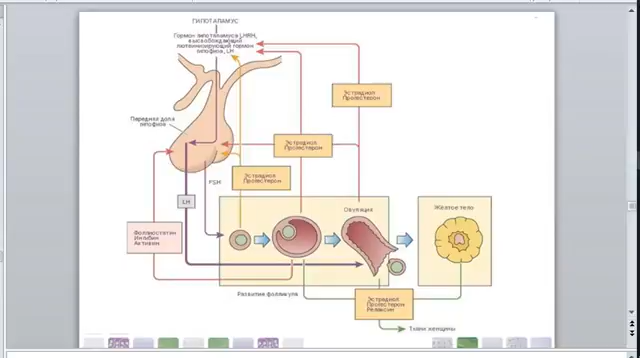 ГИПОТАЛАМУС
Гормон гипоталамуса LHRH,
высвобождающий
лютеинизирующий гормон
гипофиза, LH
Эстрадиол
Прогестерон
Передняя доля
гипофиза
Эстрадиол
Прогестерон
Эстрадиол
Прогестерон
FSH
LH
Овуляция
Желтое тело
Фоллистатин
Ингибин
Активин
Развитие фолликула
Эстрадиол
Прогестерон
Релаксин
Ткани женщины